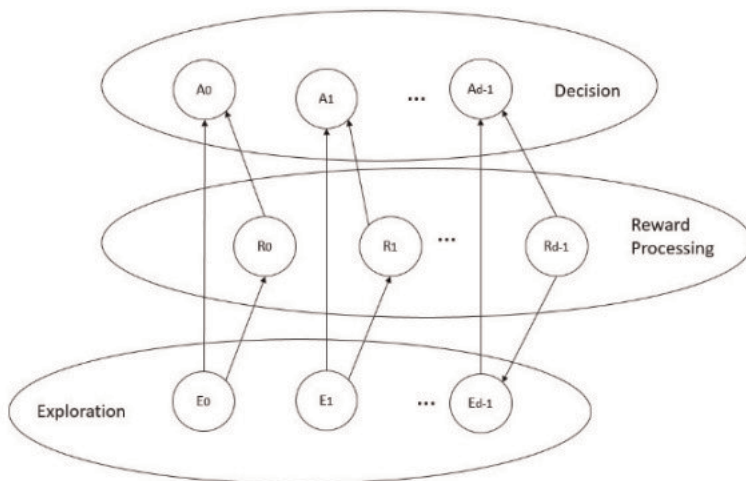 A0
A1
...
Ad-1
Decision
R0
R1
...
Rd-1
Reward
Processing
Exploration
E0
E1
...
Ed-1